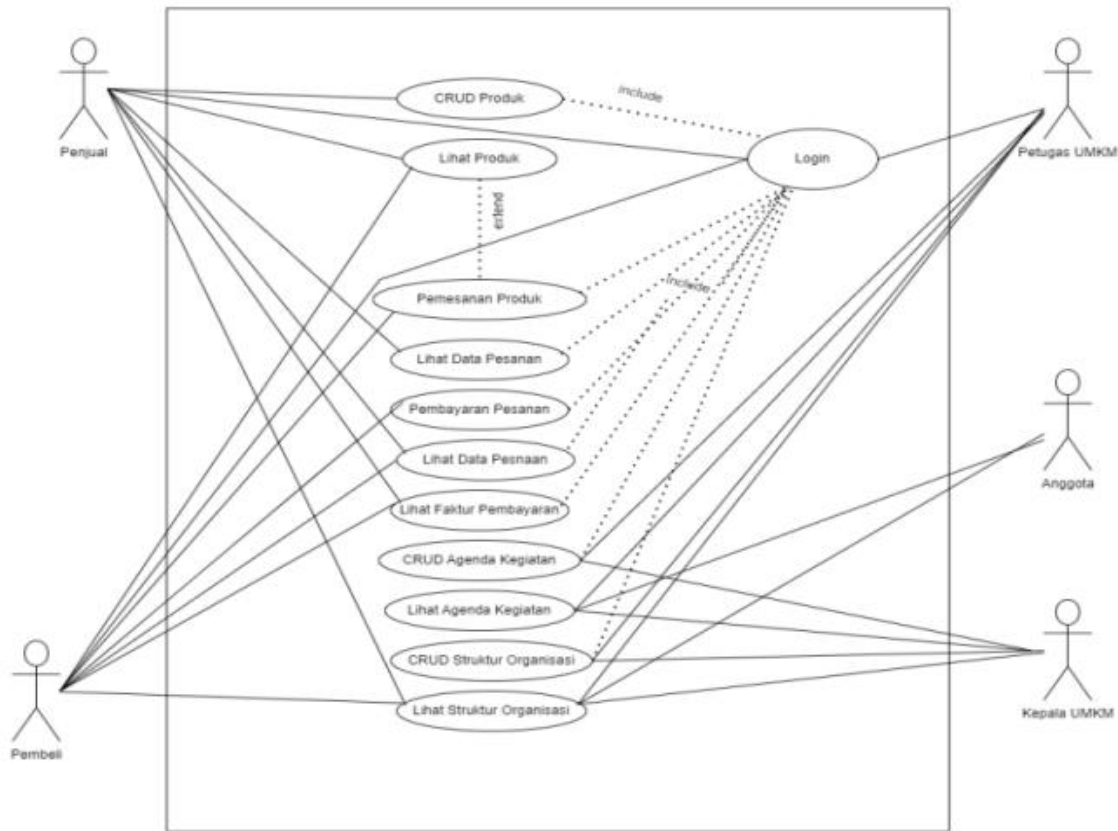 Penjual
CRUD Produk
include
Lihat Produk
Login
Petugas UMKM
extend
Pemesanan Produk
include
Lihat Data Pesanan
Pembayaran Pesanan
Lihat Data Pesnaan
Anggota
Lihat Faktur Pembayaran
CRUD Agenda Kegiatan
Lihat Agenda Kegiatan
CRUD Struktur Organisasi
Lihat Struktur Organisasi
Kepala UMKM
Pembeli